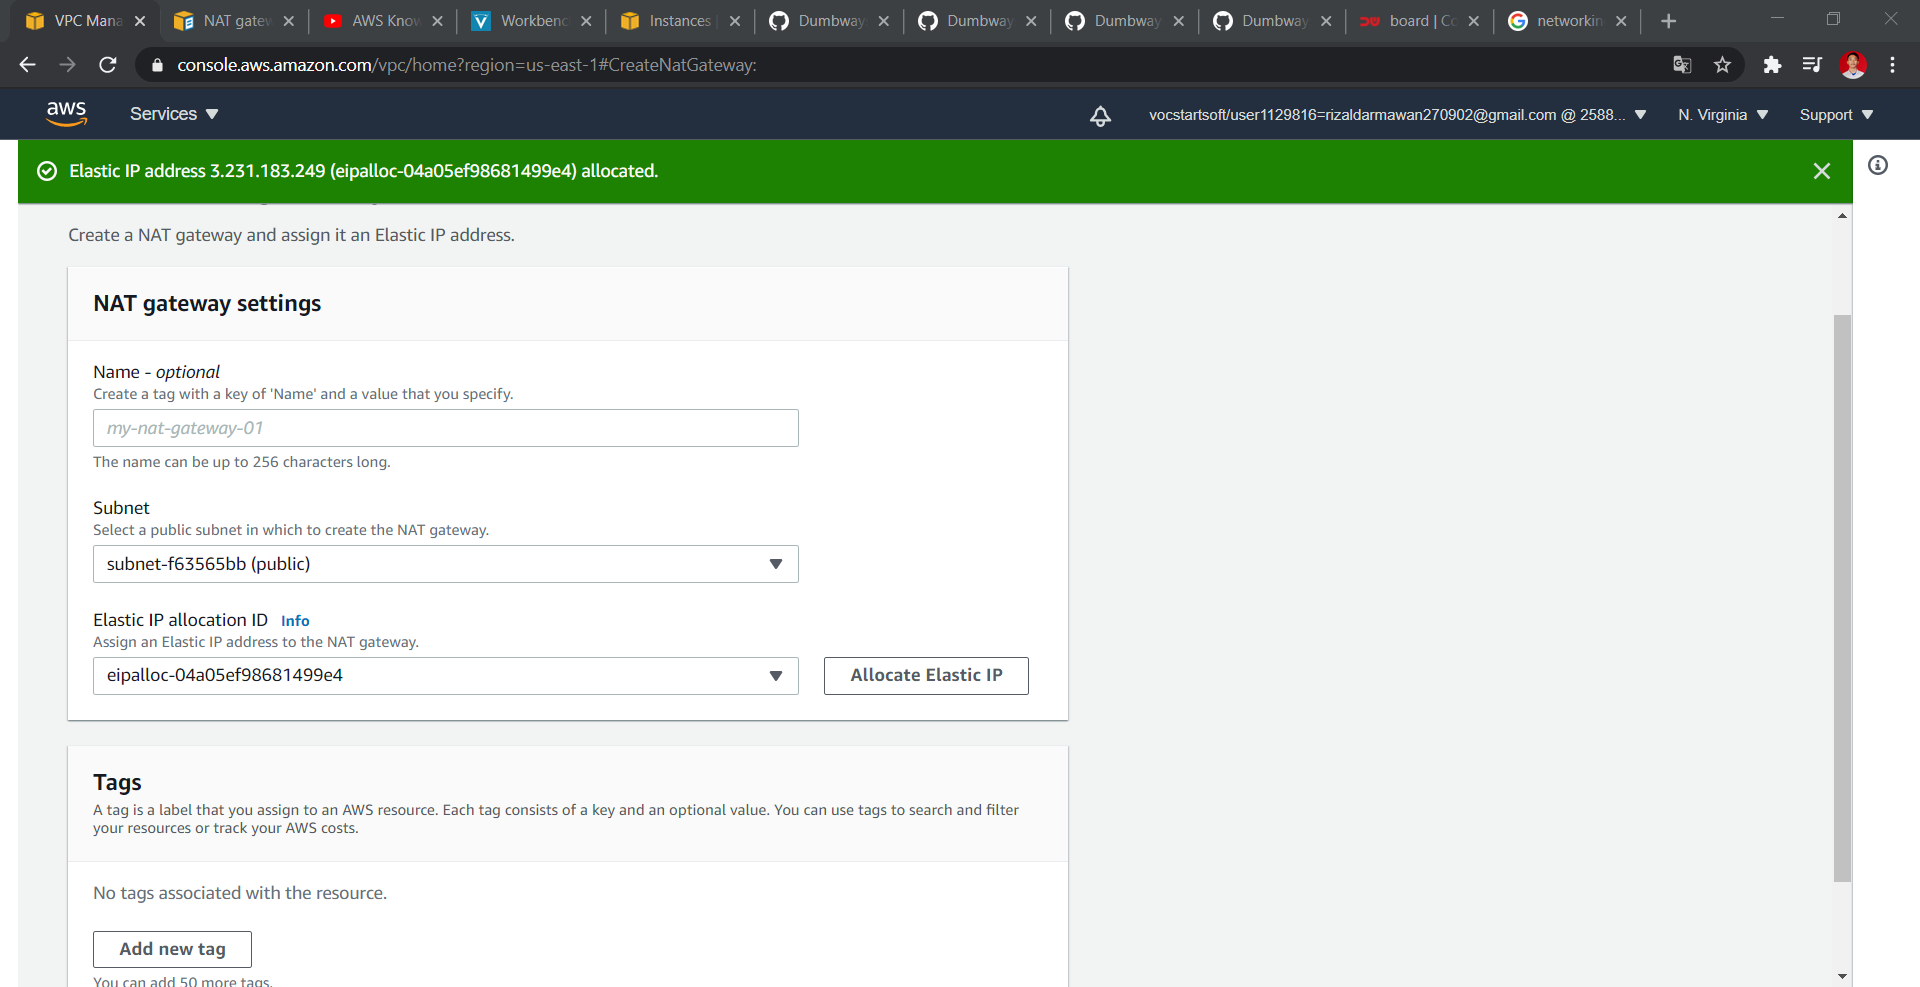 VPC Mana
NAT gatew
AWS Know
Workbenc
Instances
Dumbway
Dumbway
Dumbway
Dumbway
board | Co
networkin
console.aws.amazon.com/vpc/home?region=us-east-1#CreateNatGateway:
aws
Services
vocstartsoft/user1129816=rizaldarmawan270902@gmail.com @ 2588...
N. Virginia
Support
Elastic IP address 3.231.183.249 (eipalloc-04a05ef98681499e4) allocated.
Create a NAT gateway and assign it an Elastic IP address.
NAT gateway settings
Name - optional
Create a tag with a key of 'Name' and a value that you specify.
my-nat-gateway-01
The name can be up to 256 characters long.
Subnet
Select a public subnet in which to create the NAT gateway.
subnet-f63565bb (public)
Elastic IP allocation ID Info
Assign an Elastic IP address to the NAT gateway.
eipalloc-04a05ef98681499e4
Allocate Elastic IP
Tags
A tag is a label that you assign to an AWS resource. Each tag consists of a key and an optional value. You can use tags to search and filter
your resources or track your AWS costs.
No tags associated with the resource.
Add new tag
You can add 50 more tags.